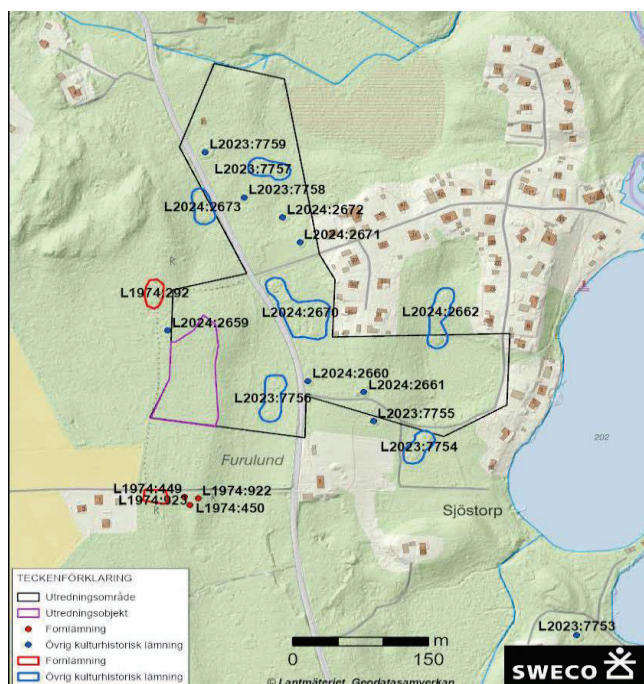 L2023:7759
L2023:7757
L2023:7758
L2024:2673
L2024:2672
L2024:2671
L1974:292
L2024:2670
L2024:2662
L2024:2659
L2024:2660
L2024:2661
L2023:7756
L2023:7755
L2023:7754
Furulund
202
L1974:449
L1974:922
L1974:923
L1974:450
Sjöstorp
TECKENFÖRKLARING
Utredningsområde
Utredningsobjekt
Fornlämning
Övrig kulturhistorisk lämning
Fornlämning
Övrig kulturhistorisk lämning
m
0
150
L2023:7753
© Lantmäteriet, Geodatasamverkan
SWECO